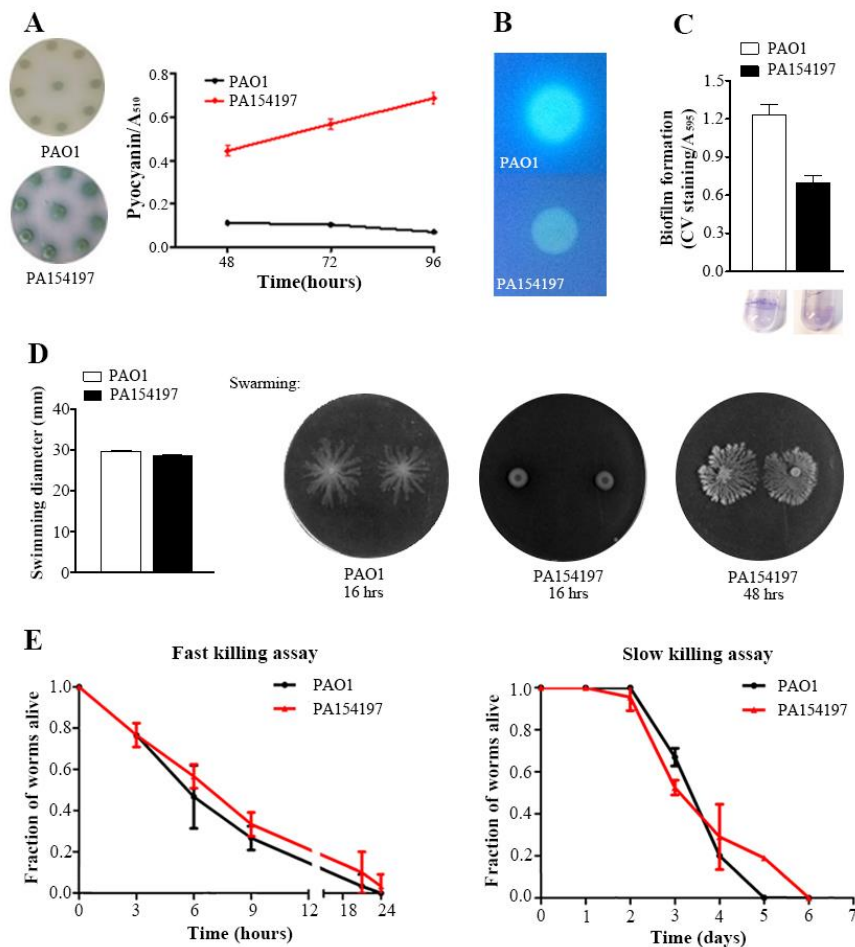 A
PAO1
PA154197
Pyocyanin/A510
0.8
0.6
0.4
0.2
0.0
48
72
96
Time(hours)
PAO1
PA154197
B
PAO1
PA154197
C
PAO1
PA154197
Biofilm formation
(CV staining/A595)
1.5
1.2
0.9
0.6
0.3
0.0
D
PAO1
PA154197
Swimming diameter (mm)
40
30
20
10
0
Swarming:
PAO1
16 hrs
PA154197
16 hrs
PA154197
48 hrs
E
Fast killing assay
PAO1
PA154197
Fraction of worms alive
1.0
0.8
0.6
0.4
0.2
0.0
0 3 6 9 12 18 24
Time (hours)
Slow killing assay
PAO1
PA154197
Fraction of worms alive
1.0
0.8
0.6
0.4
0.2
0.0
0 1 2 3 4 5 6 7
Time (days)